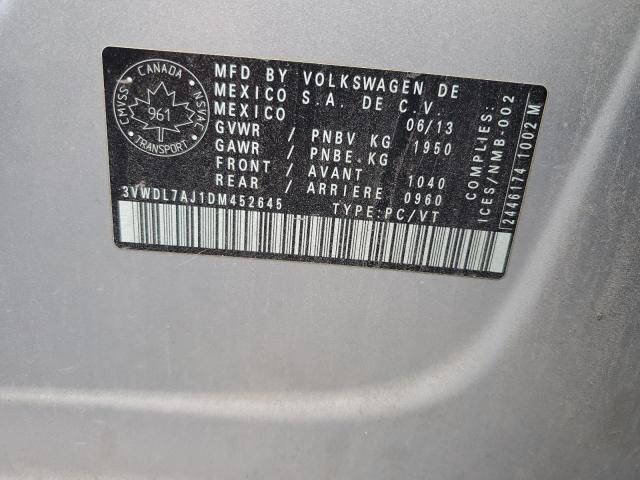 CANADA
CMVSS NSVAC
961
TRANSPORT
MFD BY VOLKSWAGEN DE
MEXICO S.A. DE C.V.
MEXICO 06/13
GVWR / PNBV KG 1950
GAWR / PNBE.KG
FRONT / AVANT 1040
REAR / ARRIERE 0960
3VWDL7AJ1DM452645 TYPE:PC/VT
COMPLIES:
ICES/NMB-002
2446174 1002 M